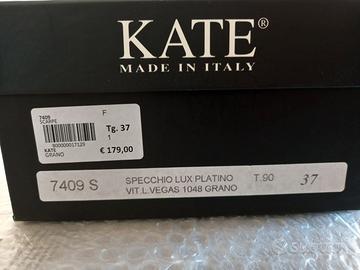 KATE®
MADE IN ITALY
7409
SCARPE
F
Tg. 37
1
KATE
GRANO
€ 179,00
7409 S
SPECCHIO LUX PLATINO
VIT.L.VEGAS 1048 GRANO
T.90
37
subito